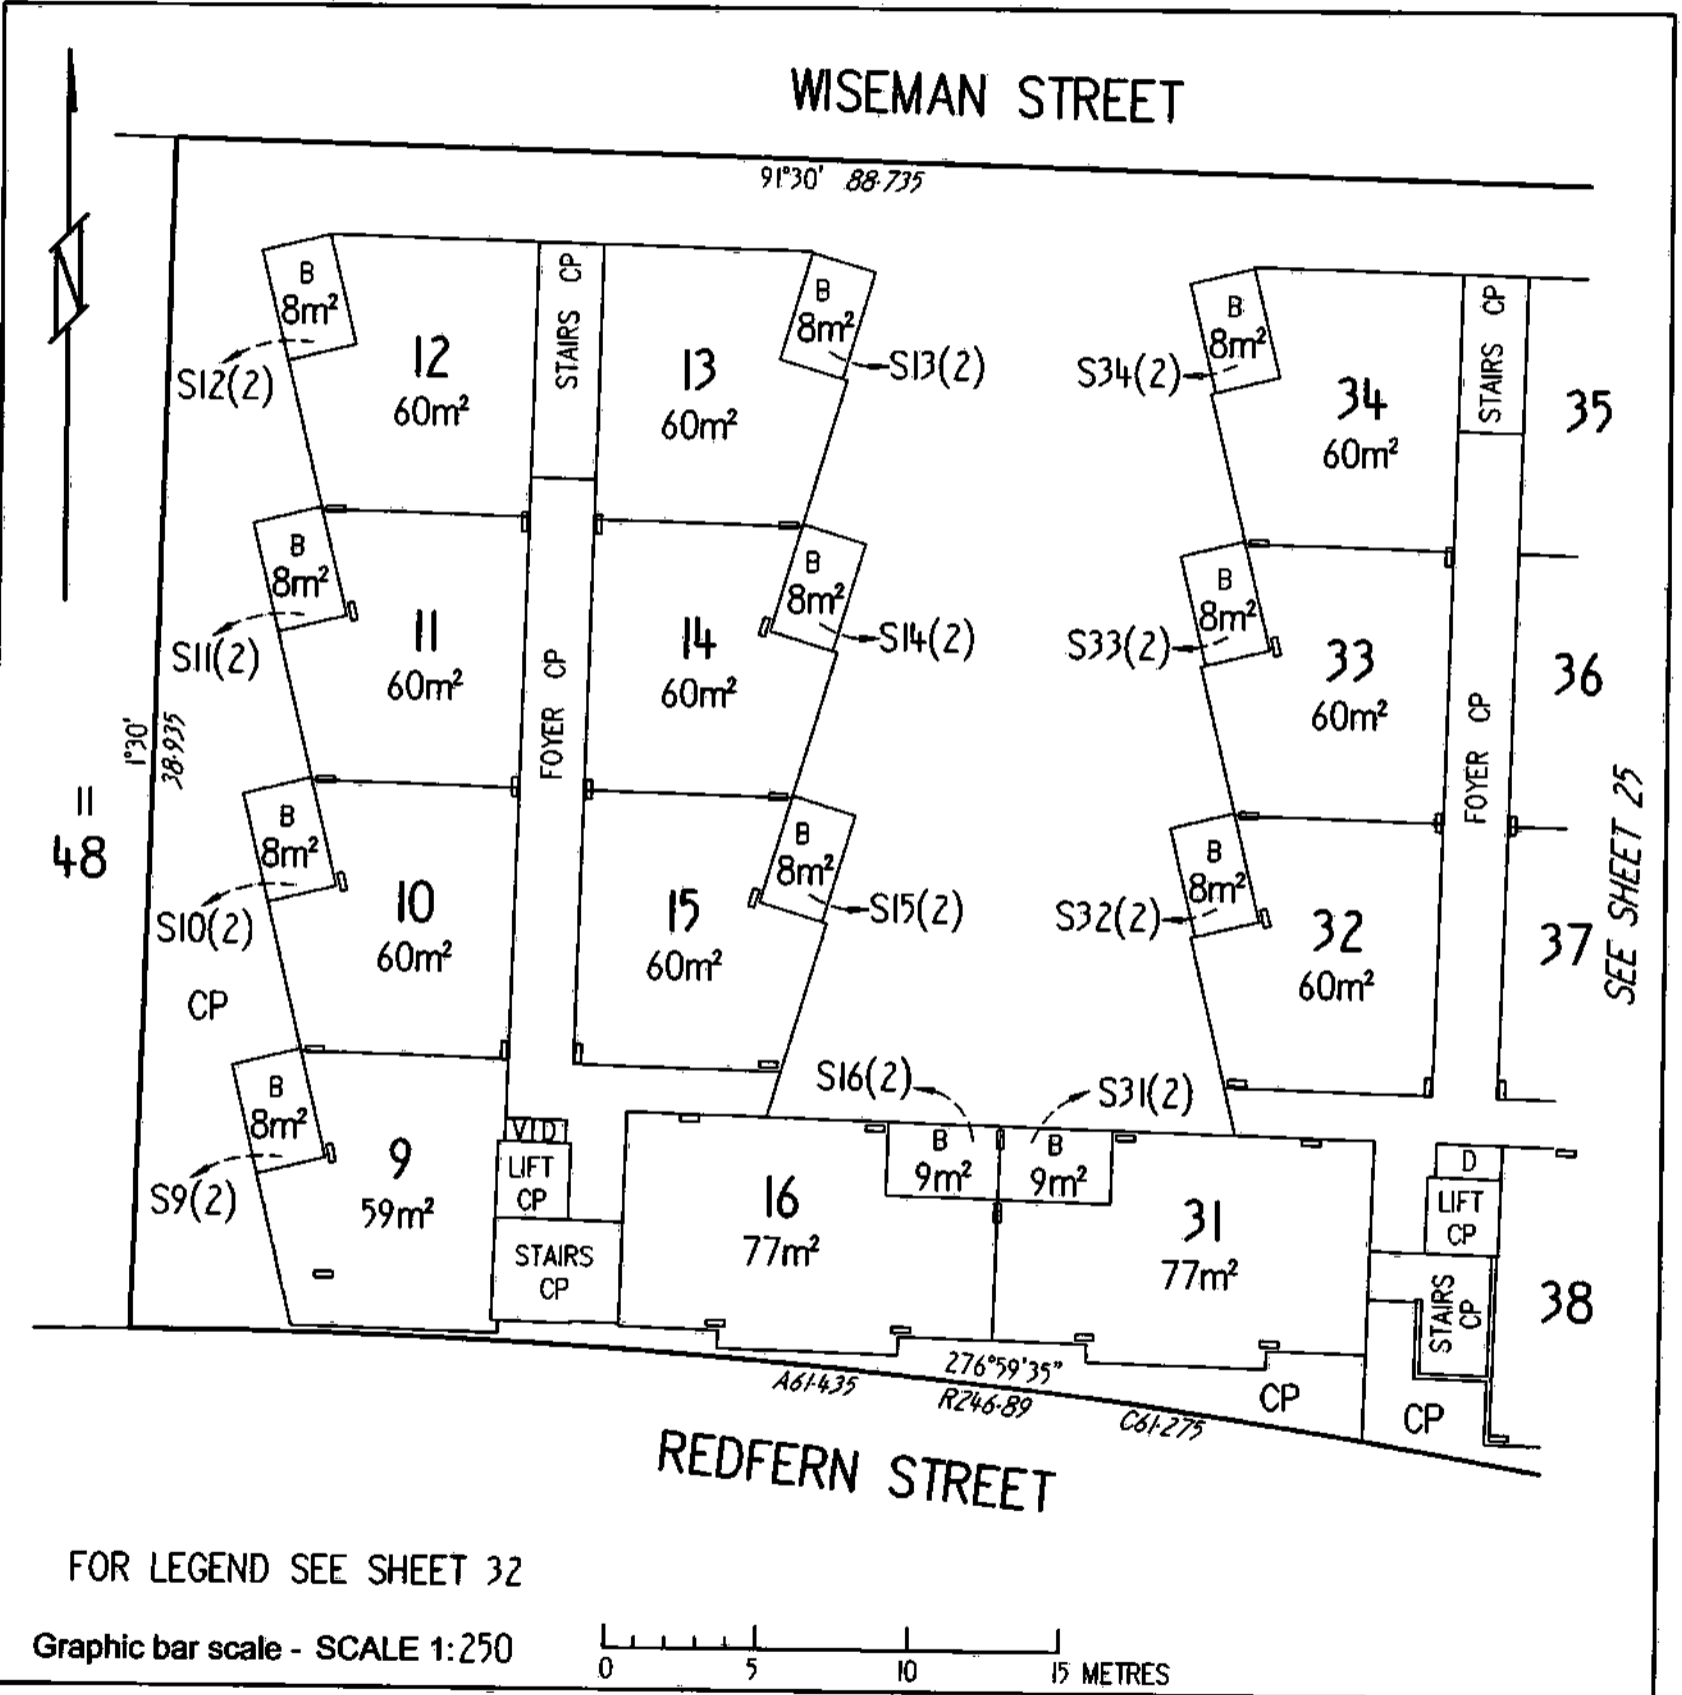 WISEMAN STREET
91°30' 88·735
B
8m²
S12(2)
12
60m²
STAIRS CP
13
60m²
B
8m²
S13(2)
B
8m²
S34(2)
34
60m²
STAIRS CP
35
B
8m²
S11(2)
11
60m²
FOYER CP
14
60m²
B
8m²
S14(2)
B
8m²
S33(2)
33
60m²
FOYER CP
36
1°30'
38·935
11
48
B
8m²
S10(2)
10
60m²
15
60m²
B
8m²
S15(2)
B
8m²
S32(2)
32
60m²
37
SEE SHEET 25
CP
B
8m²
S9(2)
9
59m²
V D
LIFT
CP
STAIRS
CP
S16(2)
S31(2)
B
9m²
B
9m²
16
77m²
31
77m²
D
LIFT
CP
STAIRS
CP
38
276°59'35"
A61·435
R246·89
C61·275
CP
CP
REDFERN STREET
FOR LEGEND SEE SHEET 32
Graphic bar scale - SCALE 1:250
0 5 10 15 METRES